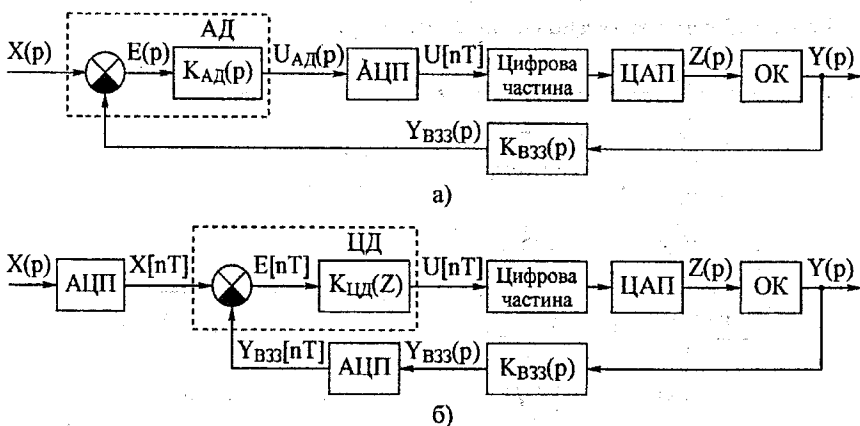 АД
X(p) E(p) K_АД(p) U_АД(p) АЦП U[nT] Цифрова частина ЦАП Z(p) ОК Y(p)
Y_ВЗЗ(p) K_ВЗЗ(p)
а)
ЦД
X(p) АЦП X[nT] E[nT] K_ЦД(Z) U[nT] Цифрова частина ЦАП Z(p) ОК Y(p)
Y_ВЗЗ[nT] АЦП Y_ВЗЗ(p) K_ВЗЗ(p)
б)